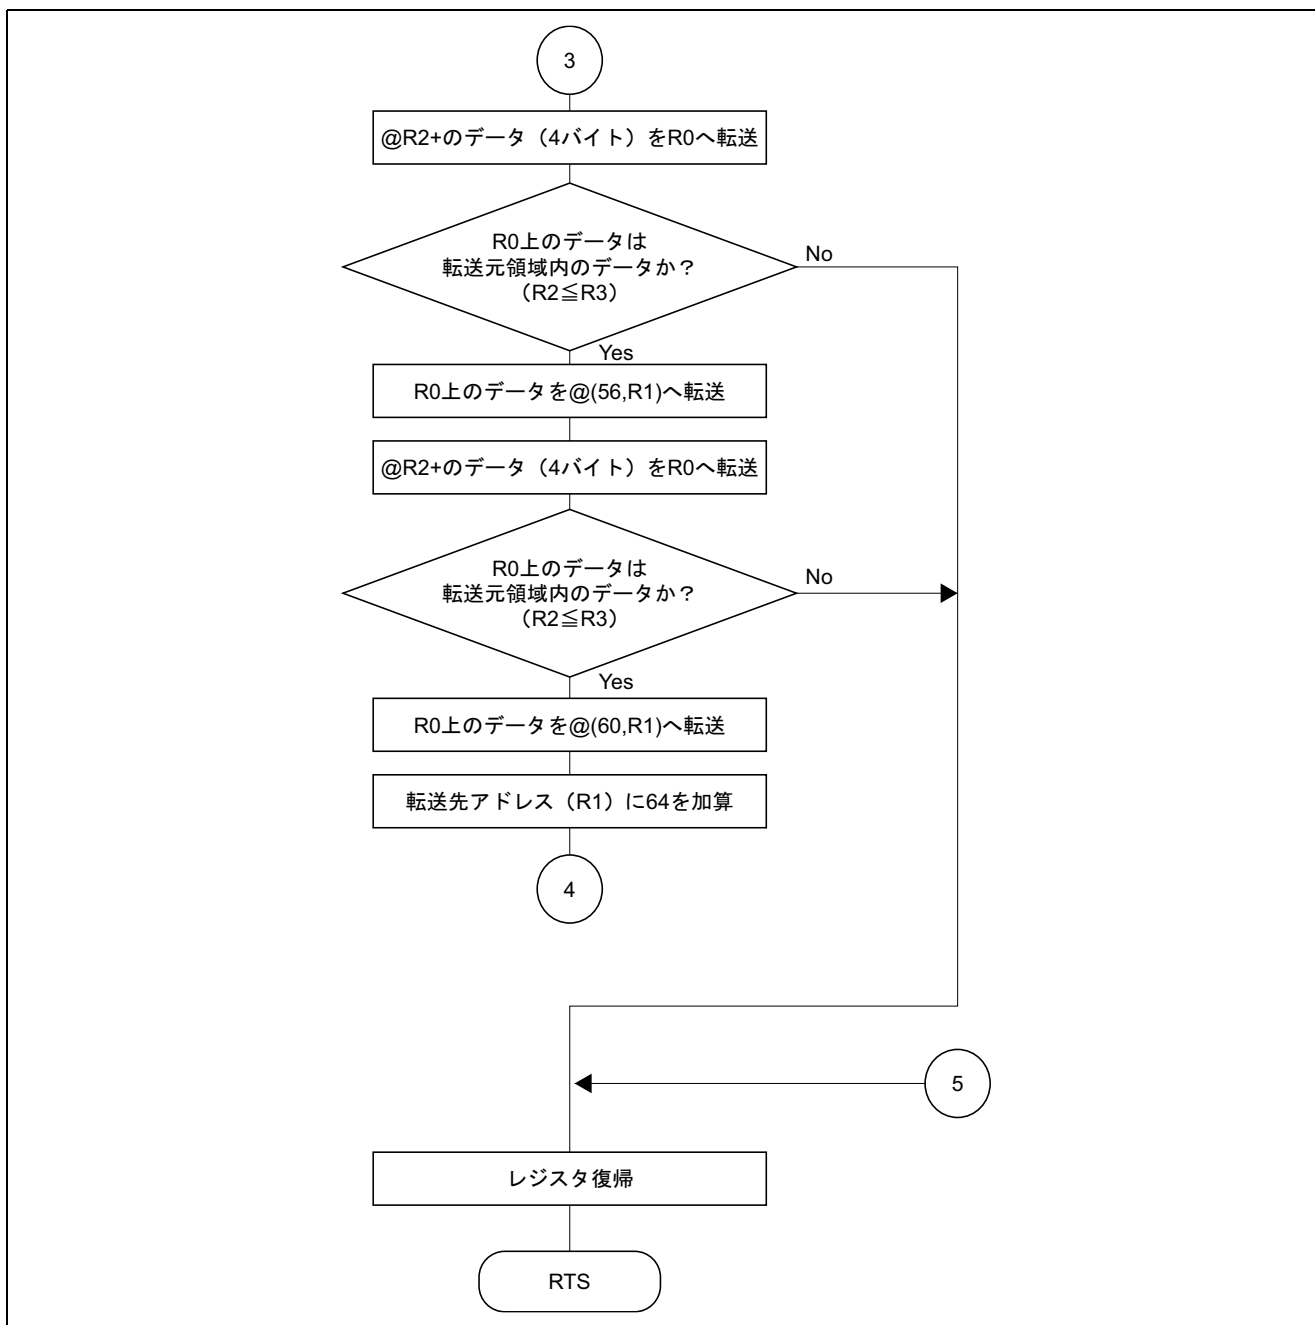 3
@R2+のデータ（4バイト）をR0へ転送
R0上のデータは
転送元領域内のデータか？
（R2≦R3）
No
Yes
R0上のデータを@(56,R1)へ転送
@R2+のデータ（4バイト）をR0へ転送
R0上のデータは
転送元領域内のデータか？
（R2≦R3）
No
Yes
R0上のデータを@(60,R1)へ転送
転送先アドレス（R1）に64を加算
4
5
レジスタ復帰
RTS